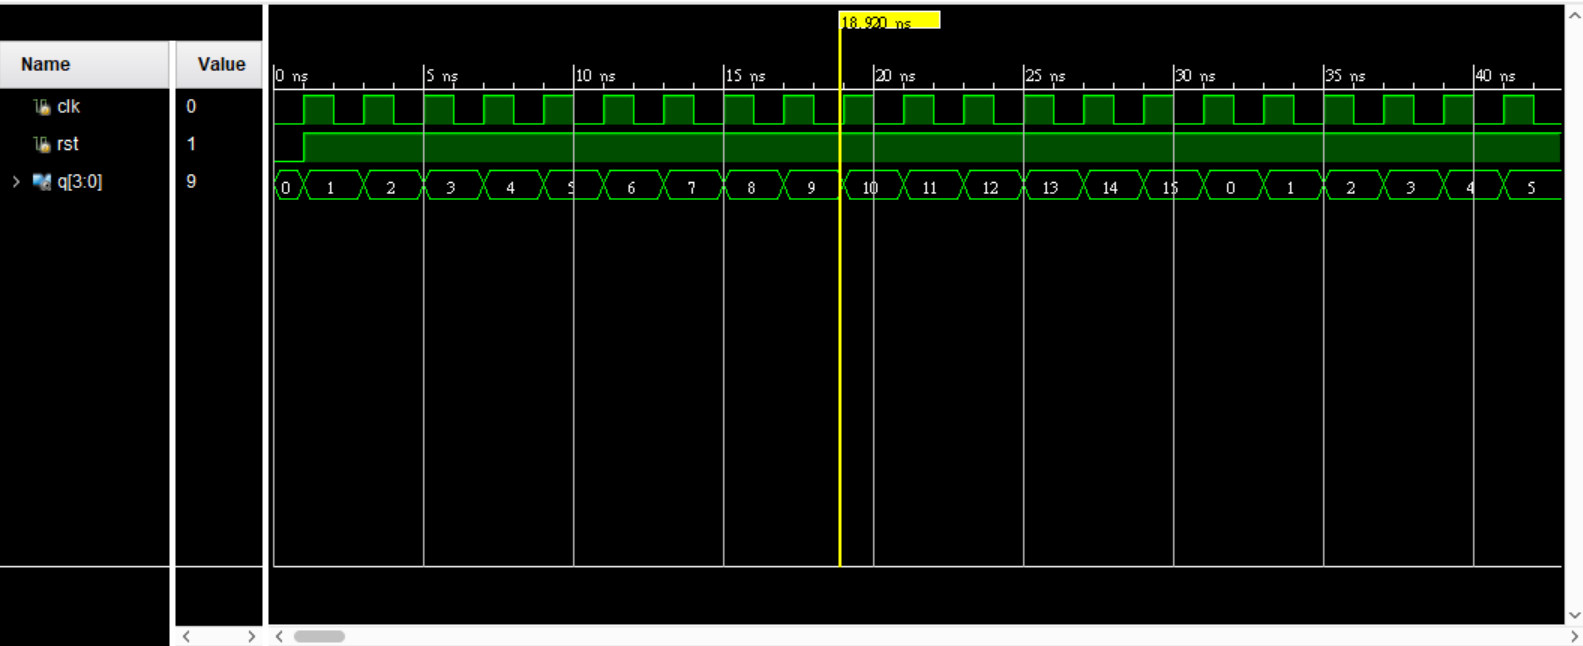 18.920 ns
Name Value
0 ns 5 ns 10 ns 15 ns 20 ns 25 ns 30 ns 35 ns 40 ns
clk 0
rst 1
q[3:0] 9 0 1 2 3 4 5 6 7 8 9 10 11 12 13 14 15 0 1 2 3 4 5